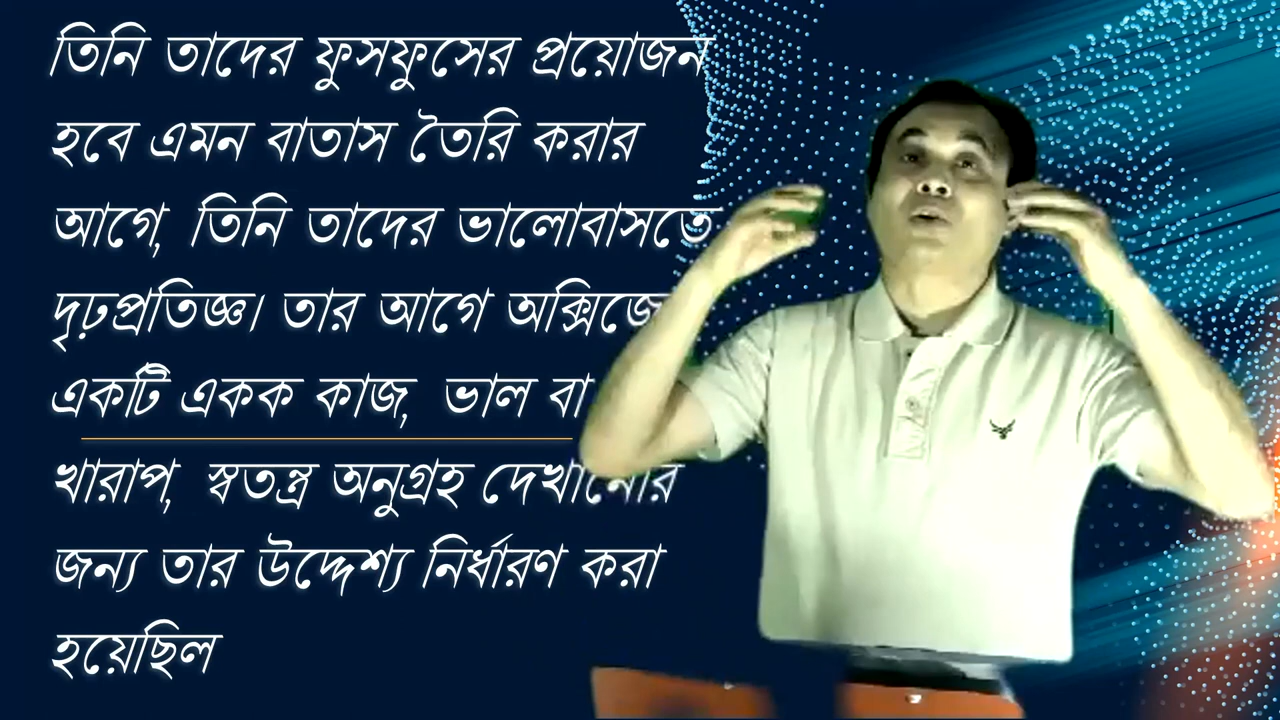 তিনি তাদের ফুসফুসের প্রয়োজন
হবে এমন বাতাস তৈরি করার
আগে, তিনি তাদের ভালোবাসতে
দৃঢ়প্রতিজ্ঞ। তার আগে
একটি একক কাজ, ভাল বা
খারাপ, স্বতন্ত্র অনুগ্রহ দেখানোর
জন্য তার উদ্দেশ্য নির্ধারণ করা
হয়েছিল